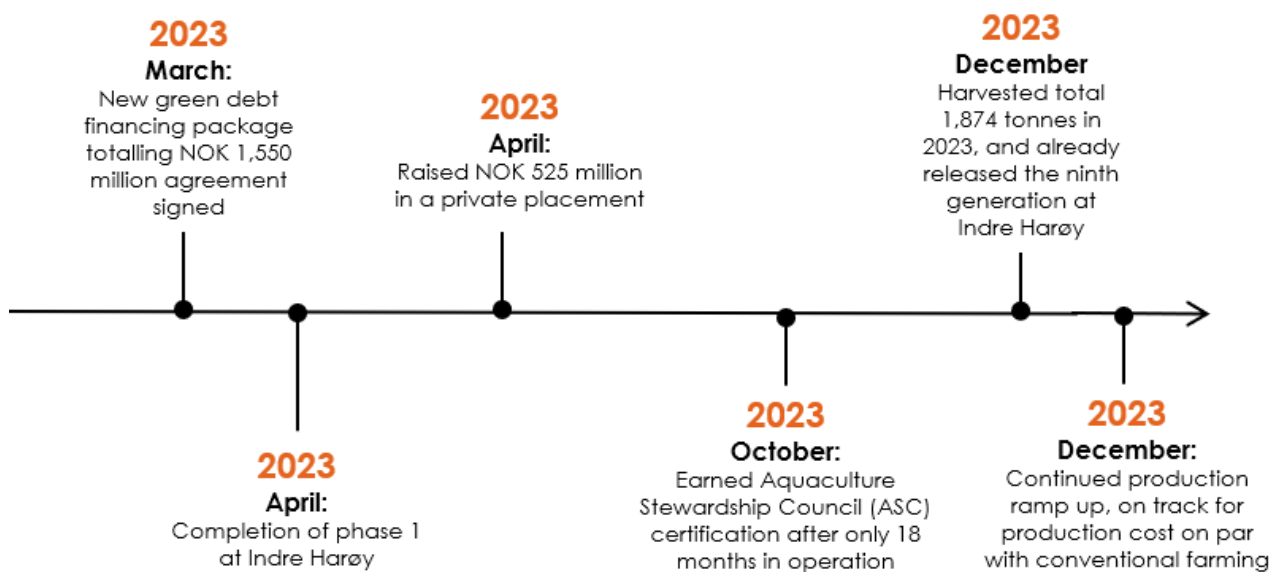 2023
March:
New green debt
financing package
totalling NOK 1,550
million agreement
signed
2023
April:
Completion of phase 1
at Indre Harøy
2023
April:
Raised NOK 525 million
in a private placement
2023
October:
Earned Aquaculture
Stewardship Council (ASC)
certification after only 18
months in operation
2023
December
Harvested total
1,874 tonnes in
2023, and already
released the ninth
generation at
Indre Harøy
2023
December:
Continued production
ramp up, on track for
production cost on par
with conventional farming